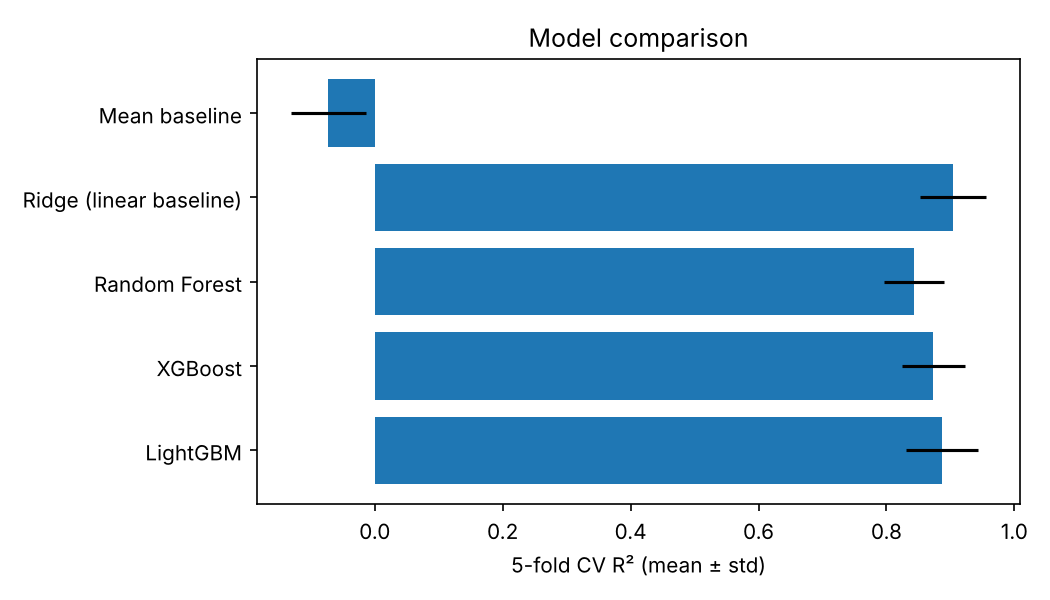 Model comparison
Mean baseline
Ridge (linear baseline)
Random Forest
XGBoost
LightGBM
0.0 0.2 0.4 0.6 0.8 1.0
5-fold CV R² (mean ± std)